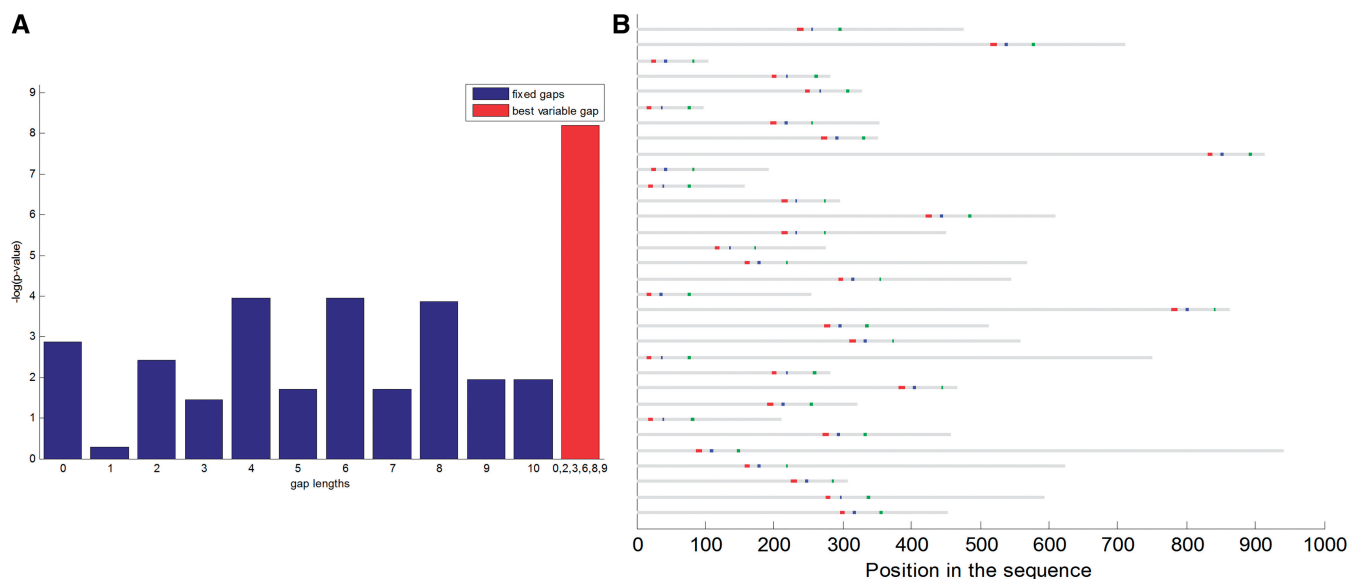 A
B
fixed gaps
best variable gap
-log(p-value)
9
8
7
6
5
4
3
2
1
0
0 1 2 3 4 5 6 7 8 9 10 0,2,3,6,8,9
gap lengths
0 100 200 300 400 500 600 700 800 900 1000
Position in the sequence